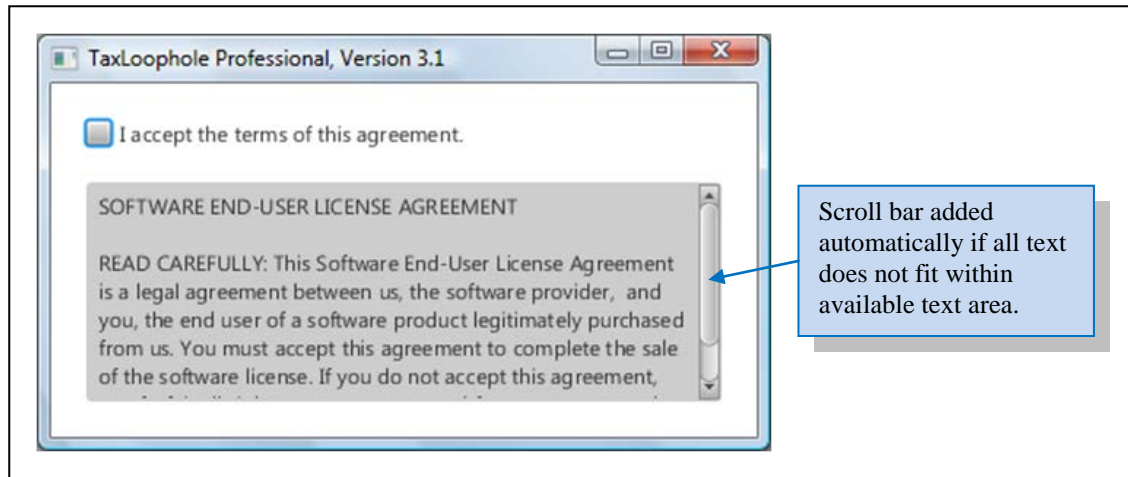 TaxLoophole Professional, Version 3.1
I accept the terms of this agreement.
SOFTWARE END-USER LICENSE AGREEMENT
READ CAREFULLY: This Software End-User License Agreement
is a legal agreement between us, the software provider, and
you, the end user of a software product legitimately purchased
from us. You must accept this agreement to complete the sale
of the software license. If you do not accept this agreement,
Scroll bar added
automatically if all text
does not fit within
available text area.